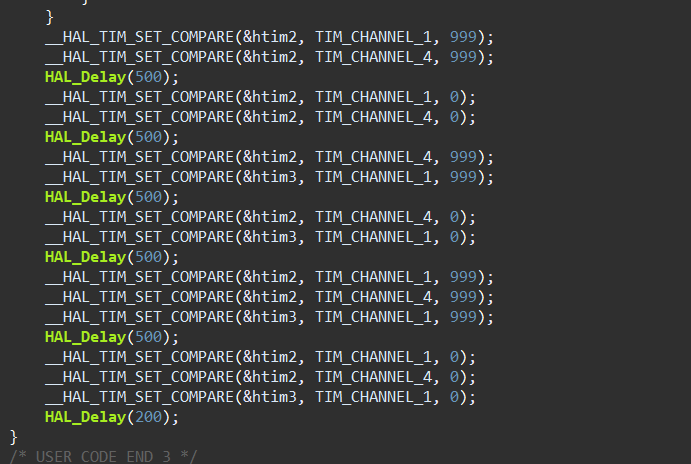 }
}
__HAL_TIM_SET_COMPARE(&htim2, TIM_CHANNEL_1, 999);
__HAL_TIM_SET_COMPARE(&htim2, TIM_CHANNEL_4, 999);
HAL_Delay(500);
__HAL_TIM_SET_COMPARE(&htim2, TIM_CHANNEL_1, 0);
__HAL_TIM_SET_COMPARE(&htim2, TIM_CHANNEL_4, 0);
HAL_Delay(500);
__HAL_TIM_SET_COMPARE(&htim2, TIM_CHANNEL_4, 999);
__HAL_TIM_SET_COMPARE(&htim3, TIM_CHANNEL_1, 999);
HAL_Delay(500);
__HAL_TIM_SET_COMPARE(&htim2, TIM_CHANNEL_4, 0);
__HAL_TIM_SET_COMPARE(&htim3, TIM_CHANNEL_1, 0);
HAL_Delay(500);
__HAL_TIM_SET_COMPARE(&htim2, TIM_CHANNEL_1, 999);
__HAL_TIM_SET_COMPARE(&htim2, TIM_CHANNEL_4, 999);
__HAL_TIM_SET_COMPARE(&htim3, TIM_CHANNEL_1, 999);
HAL_Delay(500);
__HAL_TIM_SET_COMPARE(&htim2, TIM_CHANNEL_1, 0);
__HAL_TIM_SET_COMPARE(&htim2, TIM_CHANNEL_4, 0);
__HAL_TIM_SET_COMPARE(&htim3, TIM_CHANNEL_1, 0);
HAL_Delay(200);
}
/* USER CODE END 3 */